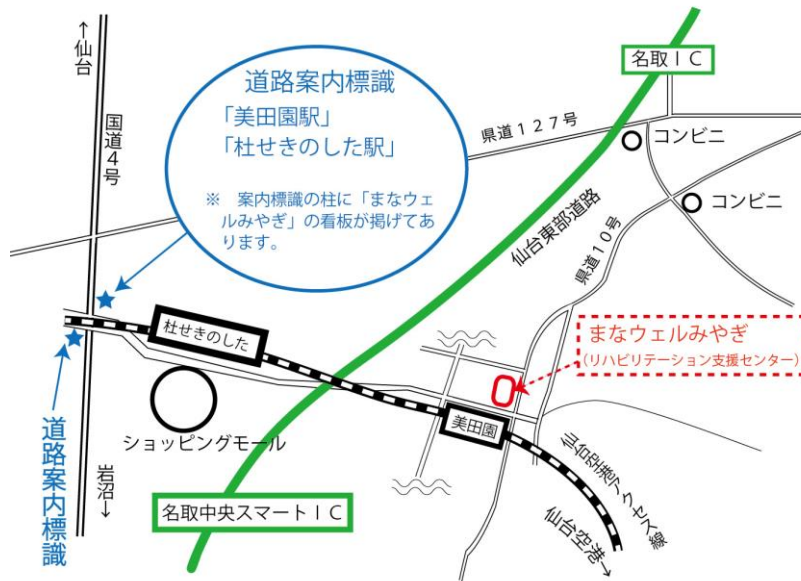 ←仙台
国道4号
道路案内標識
「美田園駅」
「杜せきのした駅」
※ 案内標識の柱に「まなウェ
ルみやぎ」の看板が掲げてあ
ります。
名取IC
県道127号
コンビニ
コンビニ
仙台東部道路
県道10号
杜せきのした
まなウェルみやぎ
(リハビリテーション支援センター)
ショッピングモール
美田園
道路案内標識
岩沼→
名取中央スマートIC
仙台空港アクセス線
仙台空港→